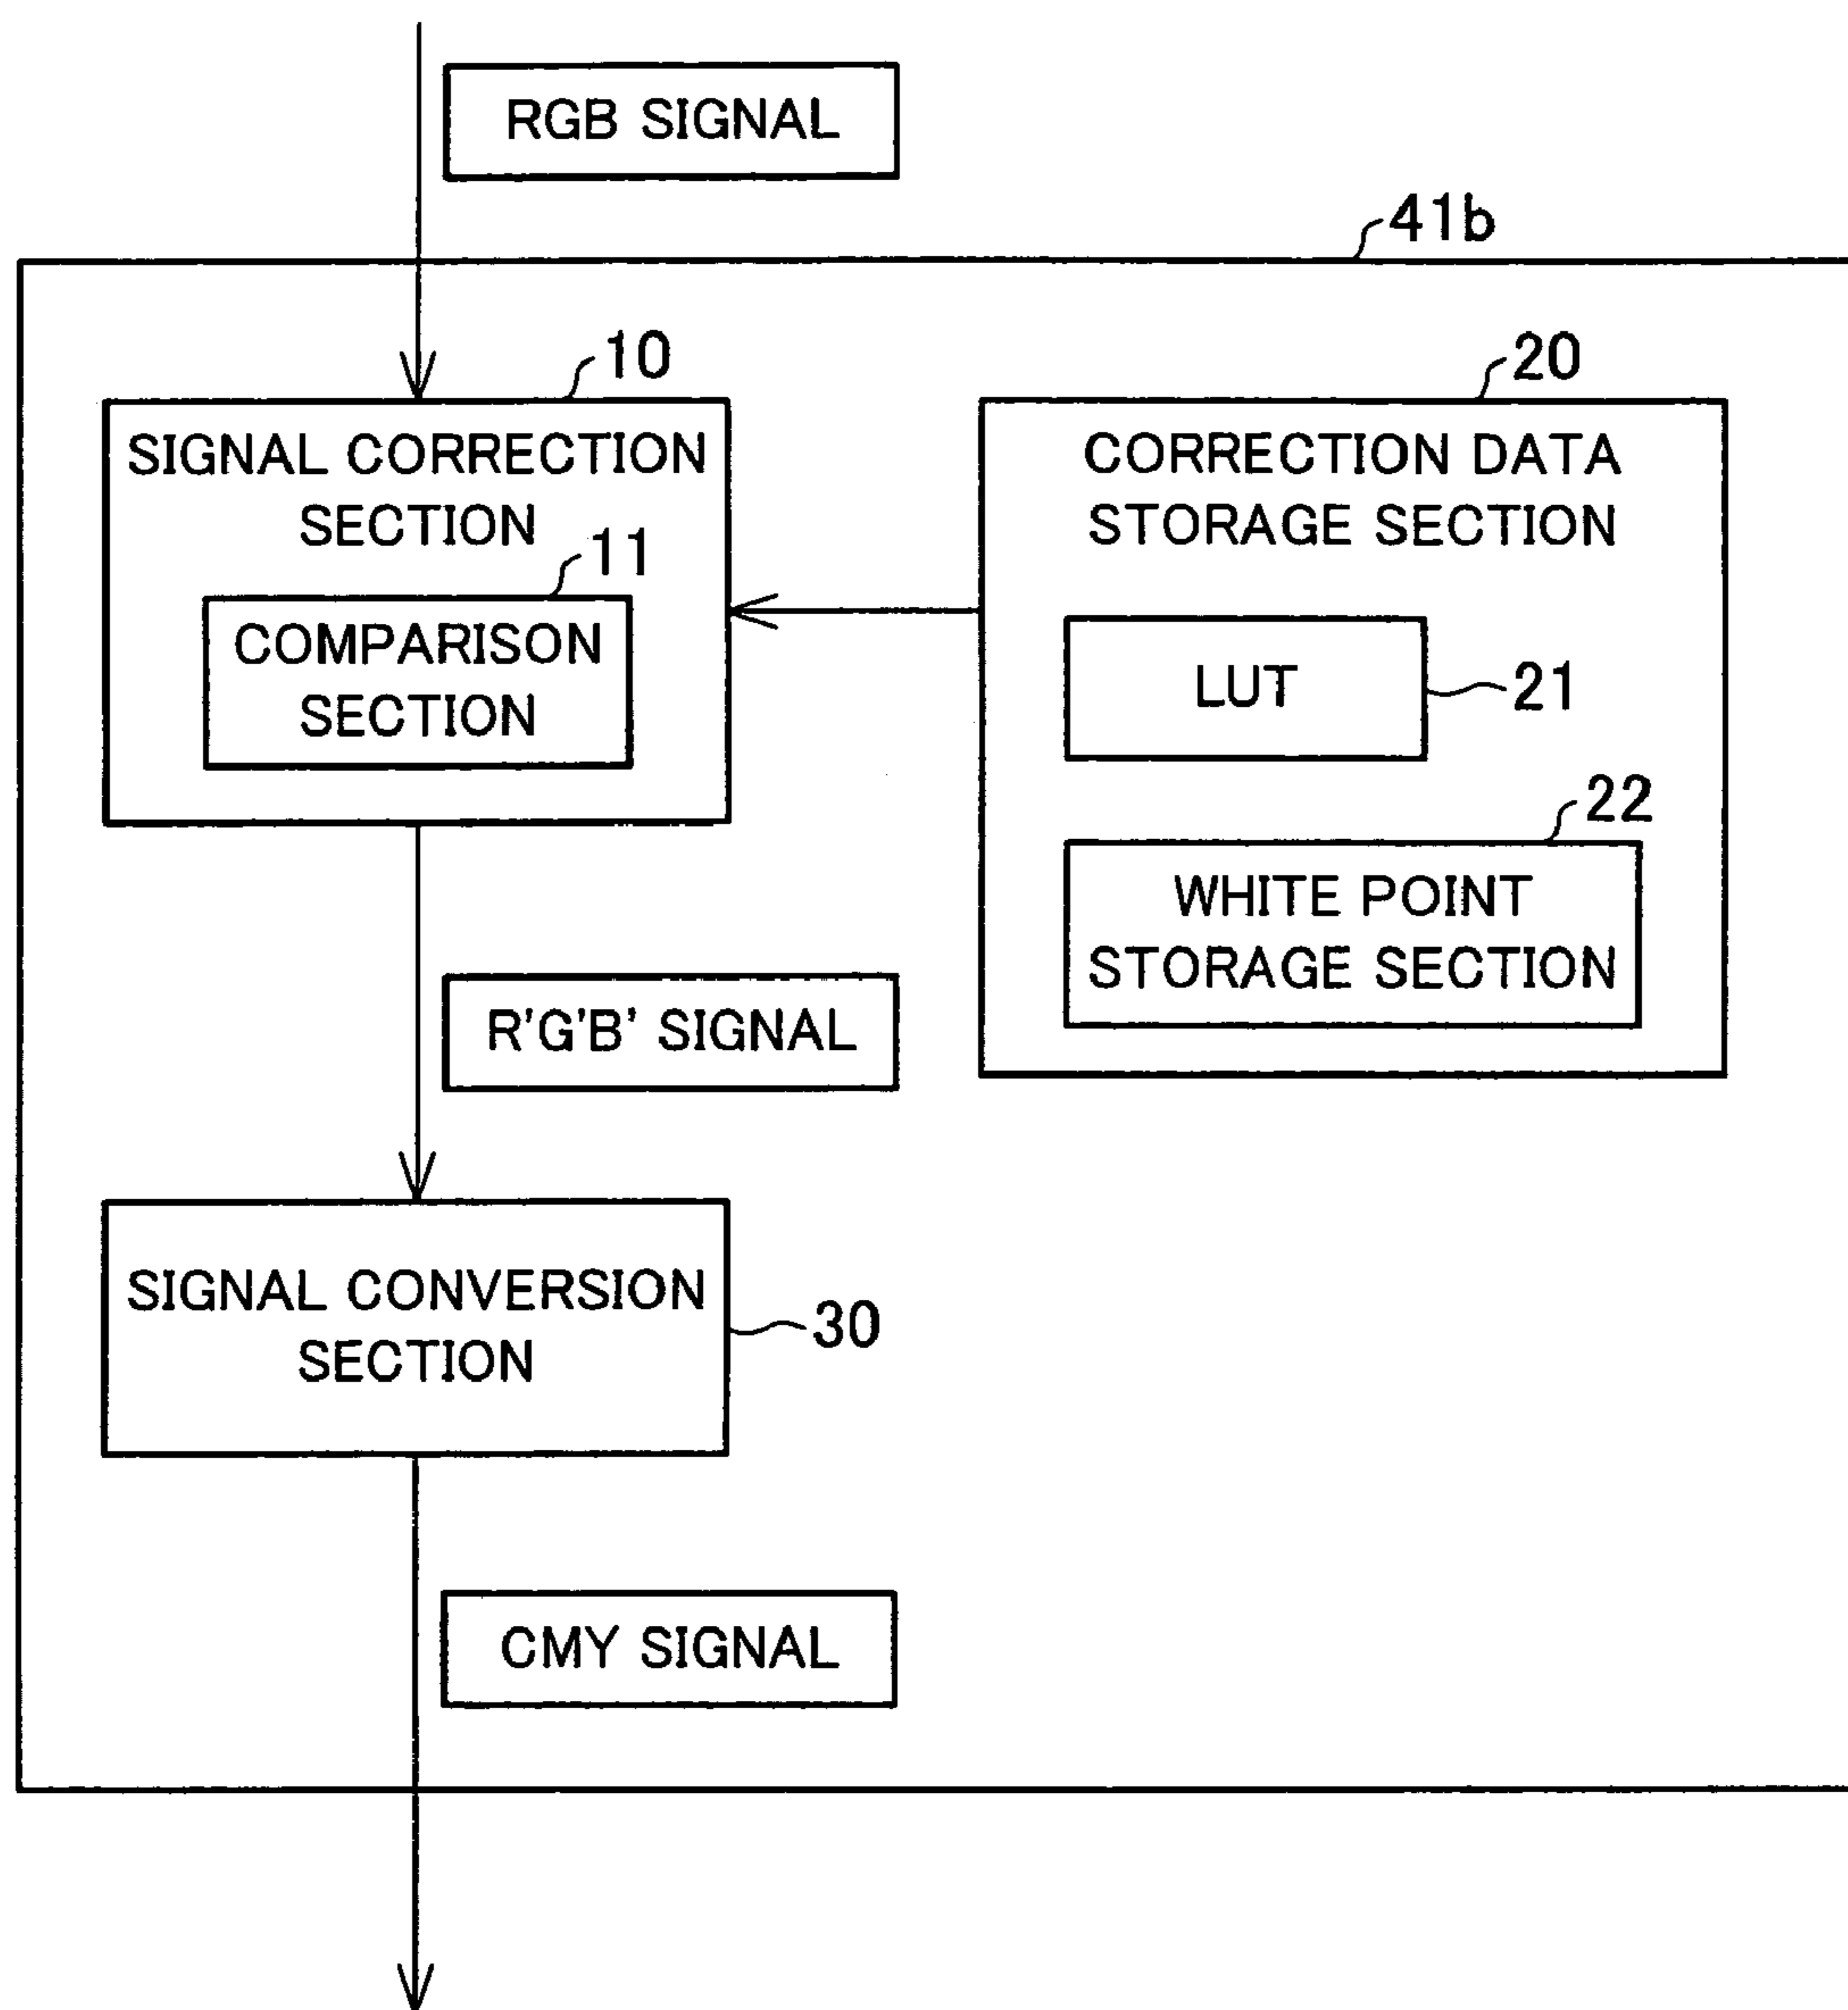 RGB SIGNAL
41b
10
SIGNAL CORRECTION
SECTION
11
COMPARISON
SECTION
20
CORRECTION DATA
STORAGE SECTION
LUT
21
22
WHITE POINT
STORAGE SECTION
R'G'B' SIGNAL
SIGNAL CONVERSION
SECTION
30
CMY SIGNAL